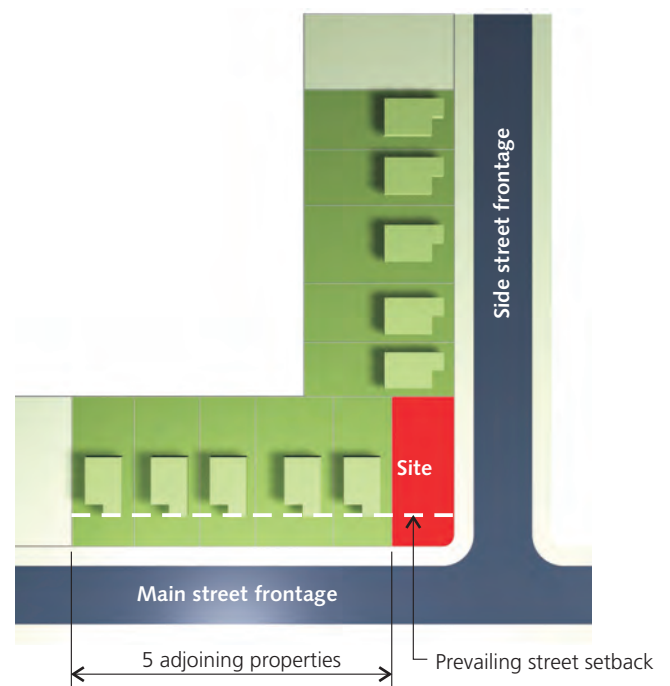 Side street frontage
Site
Main street frontage
5 adjoining properties
Prevailing street setback